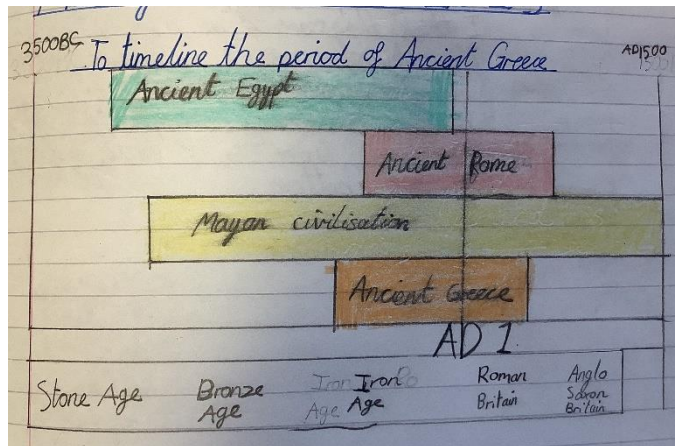 3500BC To timeline the period of Ancient Greece AD1500
Ancient Egypt
Ancient Rome
Mayan civilisation
Ancient Greece
AD 1
Stone Age
Bronze
Age
Iron
Age
Iron
Age
Roman
Britain
Anglo
Saxon
Britain